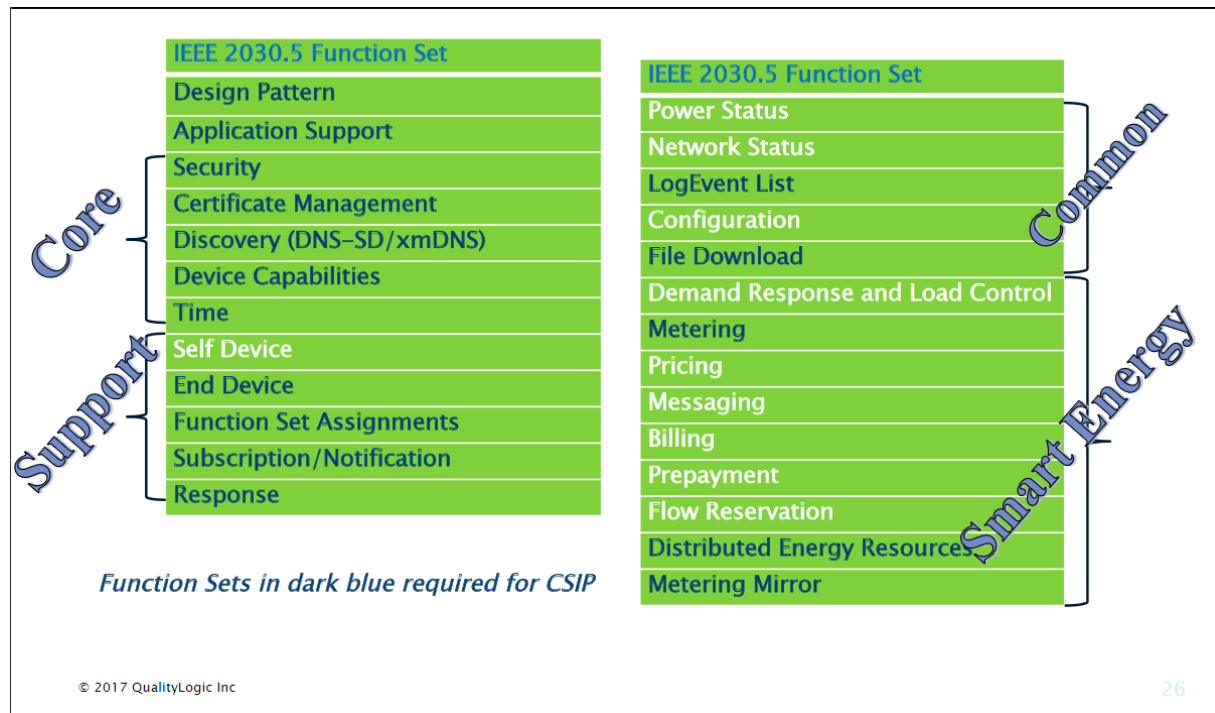 IEEE 2030.5 Function Set
Design Pattern
Application Support
Security
Certificate Management
Discovery (DNS-SD/xmDNS)
Device Capabilities
Time
Self Device
End Device
Function Set Assignments
Subscription/Notification
Response
Core
Support
Function Sets in dark blue required for CSIP
IEEE 2030.5 Function Set
Power Status
Network Status
LogEvent List
Configuration
File Download
Demand Response and Load Control
Metering
Pricing
Messaging
Billing
Prepayment
Flow Reservation
Distributed Energy Resources
Metering Mirror
Common
Smart Energy
© 2017 QualityLogic Inc
26